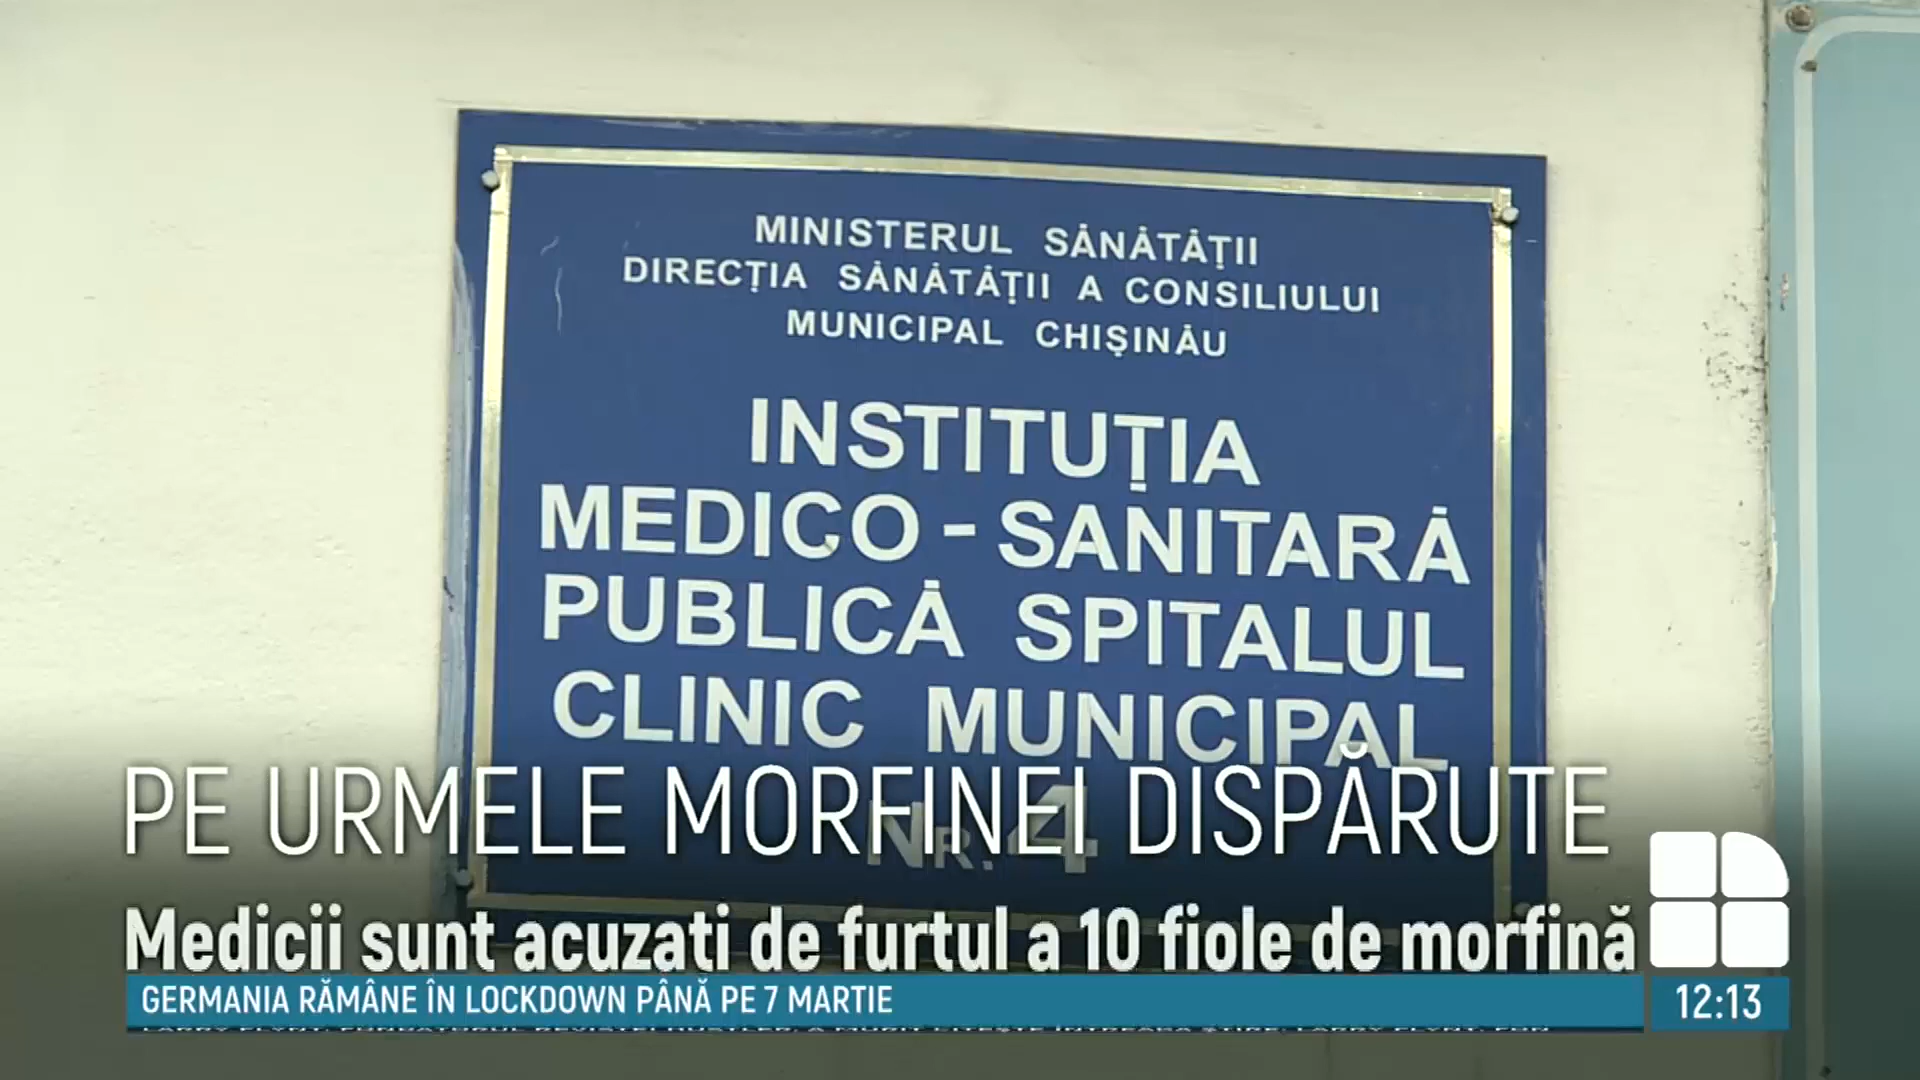 MINISTERUL SĂNĂTĂȚII
DIRECȚIA SĂNĂTĂȚII A CONSILIULUI
MUNICIPAL CHIȘINĂU
INSTITUȚIA
MEDICO - SANITARĂ
PUBLICĂ SPITALUL
CLINIC MUNICIPAL
NR. 4
PE URMELE MORFINEI DISPĂRUTE
Medicii sunt acuzați de furtul a 10 fiole de morfină
GERMANIA RĂMÂNE ÎN LOCKDOWN PÂNĂ PE 7 MARTIE
12:13